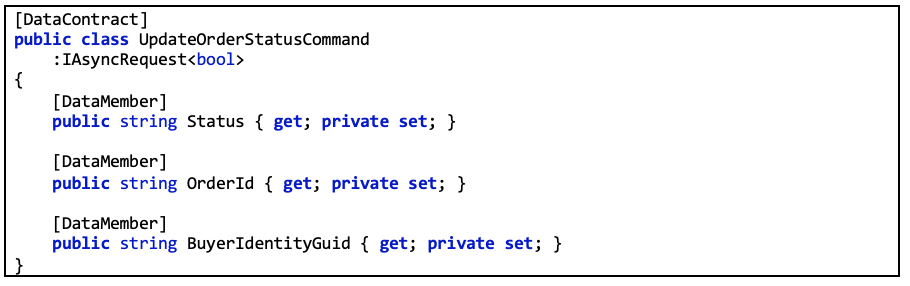 [DataContract]
public class UpdateOrderStatusCommand
    :IAsyncRequest<bool>
{
    [DataMember]
    public string Status { get; private set; }

    [DataMember]
    public string OrderId { get; private set; }

    [DataMember]
    public string BuyerIdentityGuid { get; private set; }
}